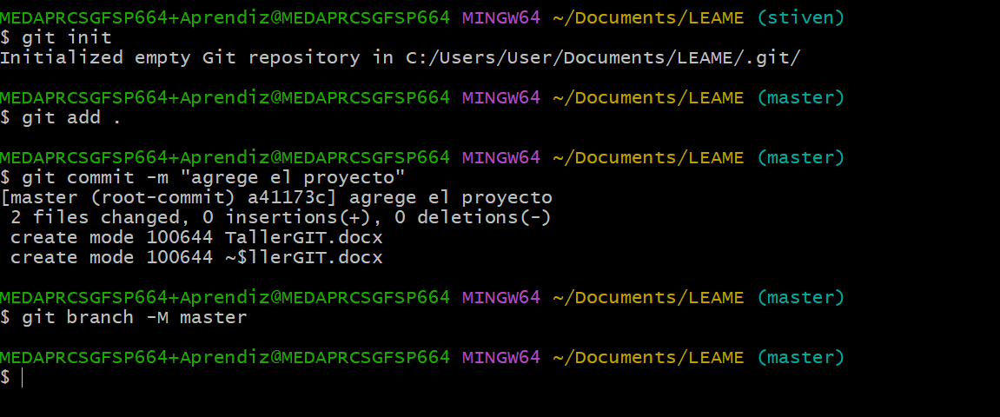 MEDAPRCSGFSP664+Aprendiz@MEDAPRCSGFSP664 MINGW64 ~/Documents/LEAME (stiven)
$ git init
Initialized empty Git repository in C:/Users/User/Documents/LEAME/.git/
MEDAPRCSGFSP664+Aprendiz@MEDAPRCSGFSP664 MINGW64 ~/Documents/LEAME (master)
$ git add .
MEDAPRCSGFSP664+Aprendiz@MEDAPRCSGFSP664 MINGW64 ~/Documents/LEAME (master)
$ git commit -m "agrege el proyecto"
[master (root-commit) a41173c] agrege el proyecto
 2 files changed, 0 insertions(+), 0 deletions(-)
 create mode 100644 TallerGIT.docx
 create mode 100644 ~$llerGIT.docx
MEDAPRCSGFSP664+Aprendiz@MEDAPRCSGFSP664 MINGW64 ~/Documents/LEAME (master)
$ git branch -M master
MEDAPRCSGFSP664+Aprendiz@MEDAPRCSGFSP664 MINGW64 ~/Documents/LEAME (master)
$